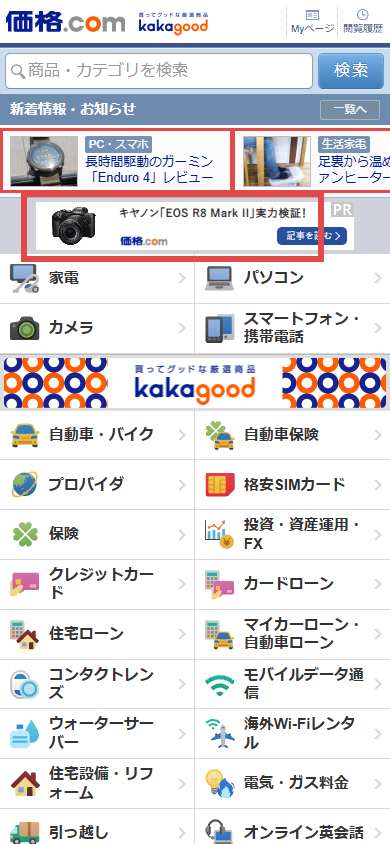 価格.com
買ってグッドな厳選商品
kakagood
Myページ
閲覧履歴
商品・カテゴリを検索
検索
新着情報・お知らせ
一覧へ
PC・スマホ
長時間駆動のガーミン
「Enduro 4」レビュー
生活家電
足裏から温め
アンヒーター
キヤノン「EOS R8 Mark II」実力検証！
PR
価格.com
記事を読む
家電
パソコン
カメラ
スマートフォン・
携帯電話
買ってグッドな厳選商品
kakagood
自動車・バイク
自動車保険
プロバイダ
格安SIMカード
保険
投資・資産運用・
FX
クレジットカー
ド
カードローン
住宅ローン
マイカーローン・
自動車ローン
コンタクトレン
ズ
モバイルデータ通
信
ウォーターサー
バー
海外Wi-Fiレンタ
ル
住宅設備・リフ
ォーム
電気・ガス料金
引っ越し
オンライン英会話